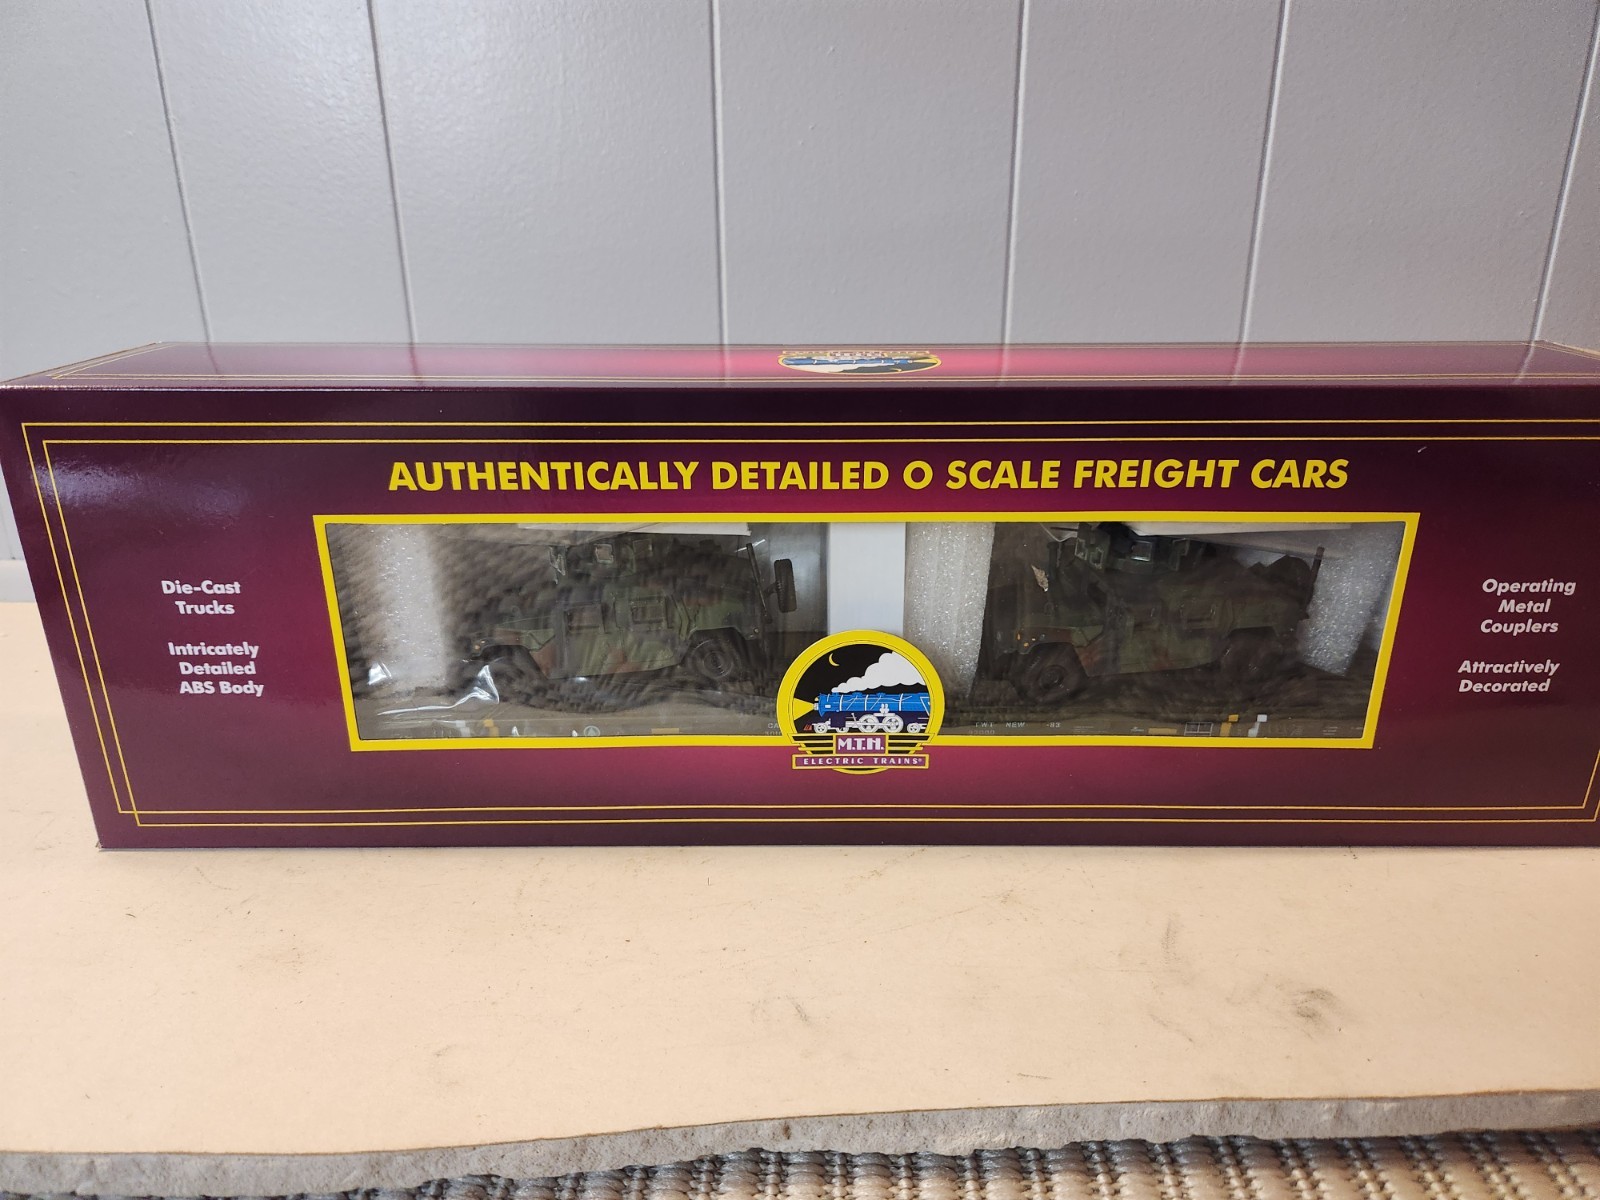 AUTHENTICALLY DETAILED O SCALE FREIGHT CARS
Die-Cast
Trucks
Intricately
Detailed
ABS Body
Operating
Metal
Couplers
Attractively
Decorated
M.T.H.
ELECTRIC TRAINS®
NEW